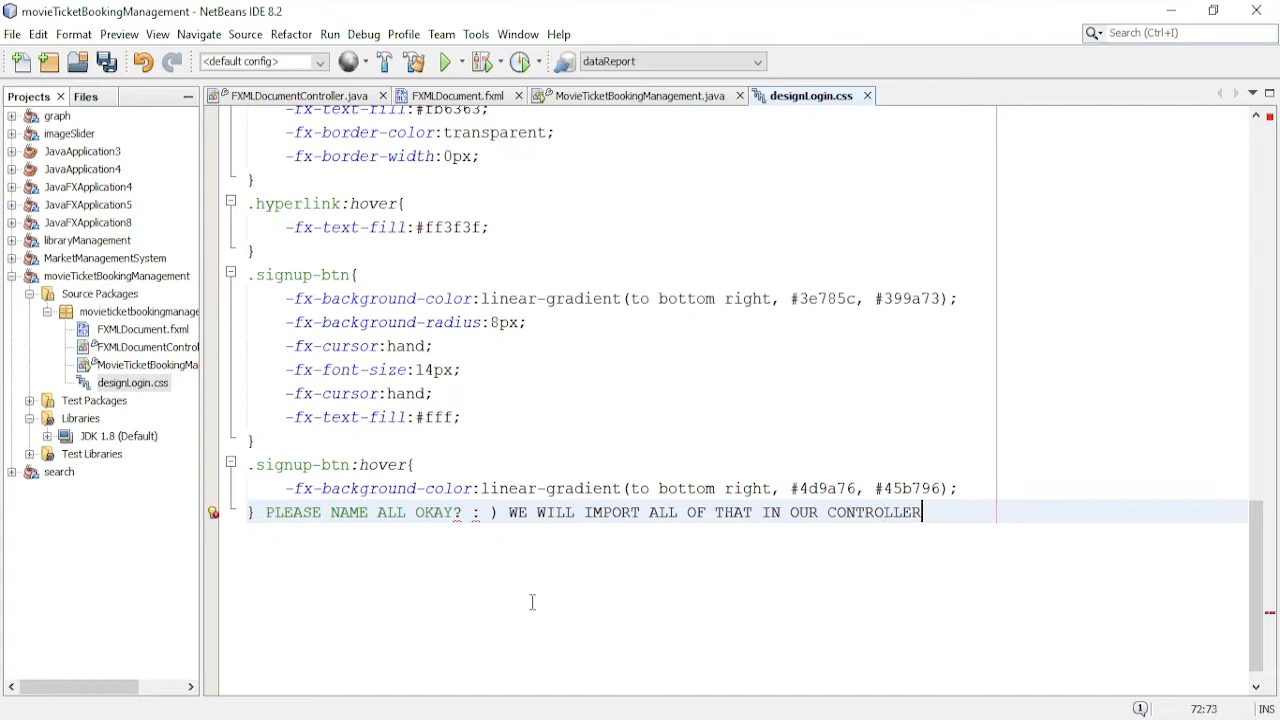 movieTicketBookingManagement - NetBeans IDE 8.2
File Edit Format Preview View Navigate Source Refactor Run Debug Profile Team Tools Window Help
Search (Ctrl+I)
<default config>
dataReport
Projects Files
FXMLDocumentController.java FXMLDocument.fxml MovieTicketBookingManagement.java designLogin.css
graph
imageSlider
JavaApplication3
JavaApplication4
JavaFXApplication4
JavaFXApplication5
JavaFXApplication8
libraryManagement
MarketManagementSystem
movieTicketBookingManagement
Source Packages
movieticketbookingmanage
FXMLDocument.fxml
FXMLDocumentControl
MovieTicketBookingMa
designLogin.css
Test Packages
Libraries
JDK 1.8 (Default)
Test Libraries
search
-fx-text-fill:#fb6363;
-fx-border-color:transparent;
-fx-border-width:0px;
}
.hyperlink:hover{
-fx-text-fill:#ff3f3f;
}
.signup-btn{
-fx-background-color:linear-gradient(to bottom right, #3e785c, #399a73);
-fx-background-radius:8px;
-fx-cursor:hand;
-fx-font-size:14px;
-fx-cursor:hand;
-fx-text-fill:#fff;
}
.signup-btn:hover{
-fx-background-color:linear-gradient(to bottom right, #4d9a76, #45b796);
} PLEASE NAME ALL OKAY? : ) WE WILL IMPORT ALL OF THAT IN OUR CONTROLLER
72:73 INS